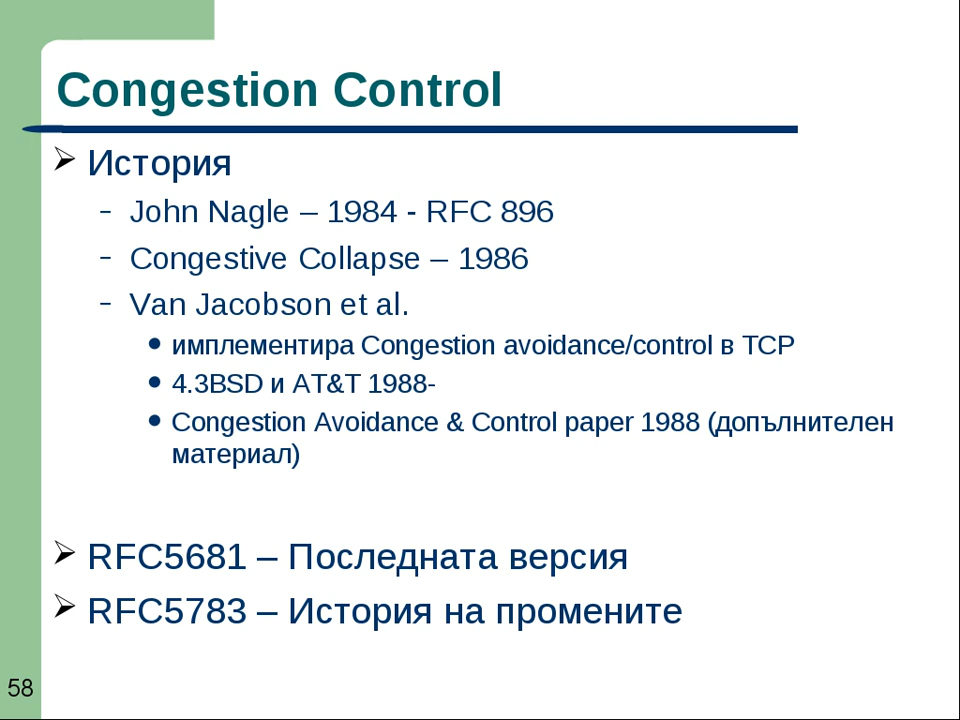 Congestion Control
История
– John Nagle – 1984 - RFC 896
– Congestive Collapse – 1986
– Van Jacobson et al.
имплементира Congestion avoidance/control в TCP
4.3BSD и AT&T 1988-
Congestion Avoidance & Control paper 1988 (допълнителен
материал)
RFC5681 – Последната версия
RFC5783 – История на промените
58